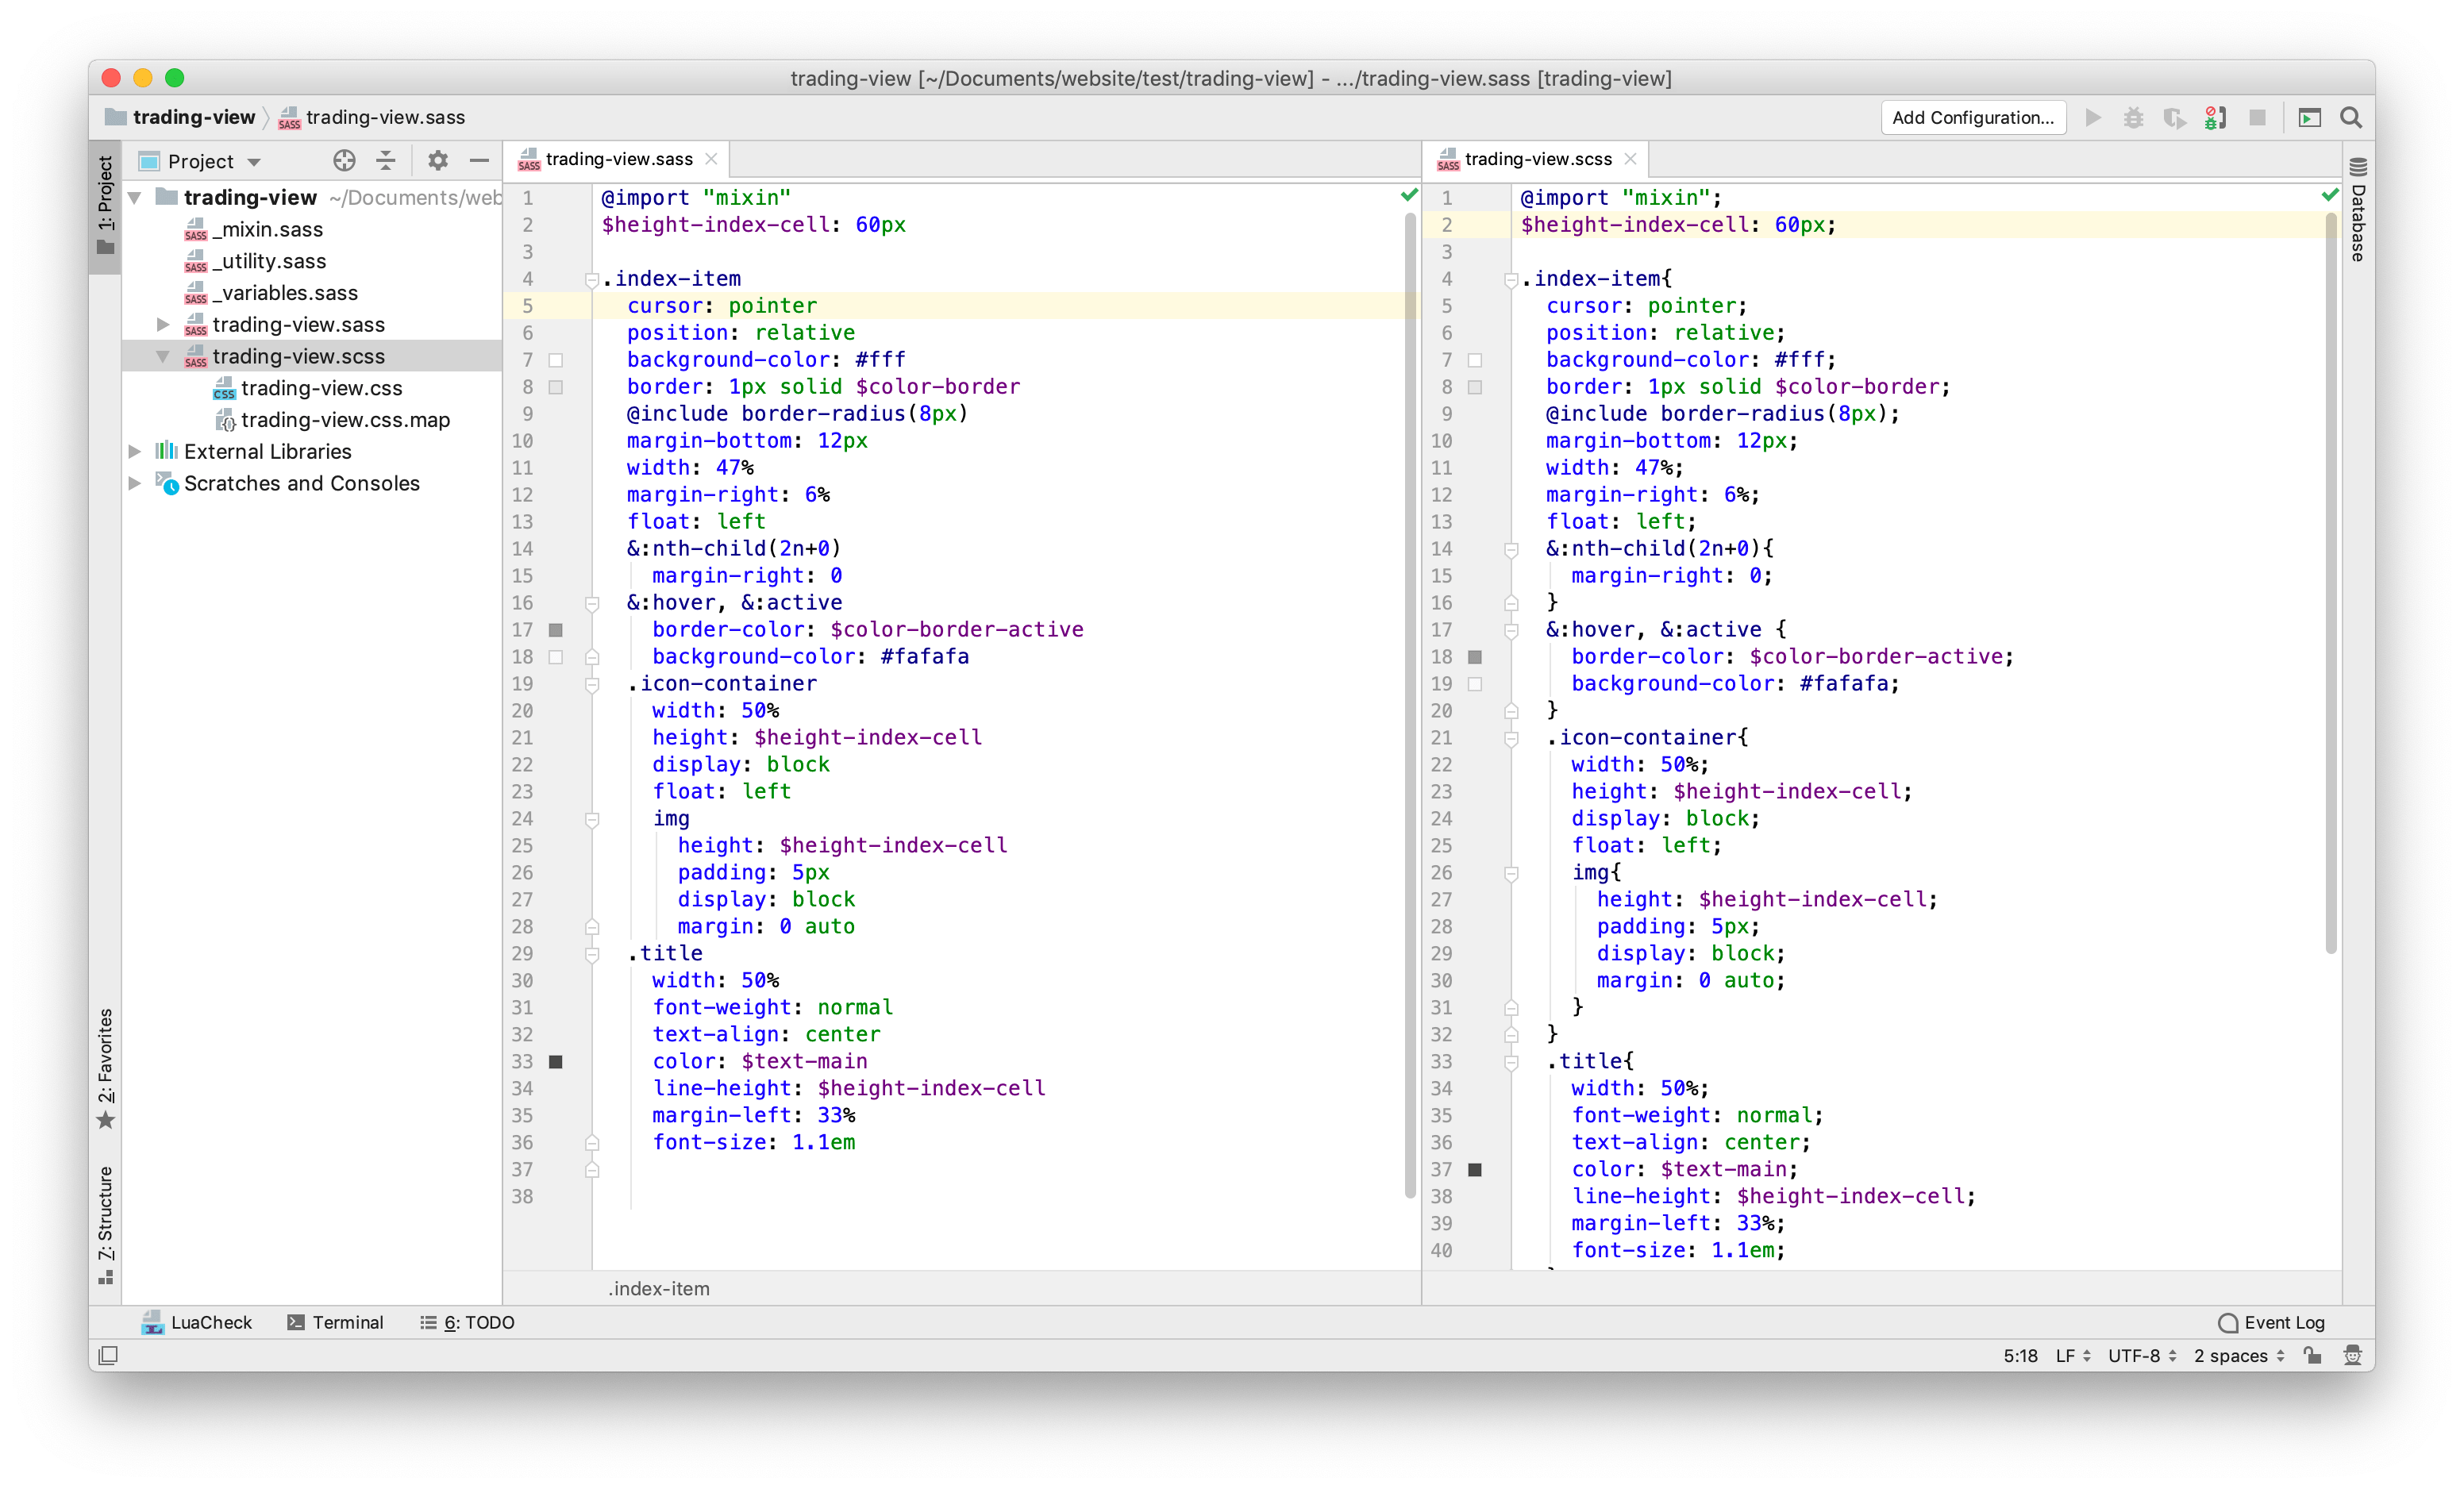 trading-view [~/Documents/website/test/trading-view] - .../trading-view.sass [trading-view]
trading-view trading-view.sass
Add Configuration...
1: Project
Project
trading-view ~/Documents/web
_mixin.sass
_utility.sass
_variables.sass
trading-view.sass
trading-view.scss
trading-view.css
trading-view.css.map
External Libraries
Scratches and Consoles
2: Favorites
7: Structure
trading-view.sass
1 @import "mixin"
2 $height-index-cell: 60px
3
4 .index-item
5 cursor: pointer
6 position: relative
7 background-color: #fff
8 border: 1px solid $color-border
9 @include border-radius(8px)
10 margin-bottom: 12px
11 width: 47%
12 margin-right: 6%
13 float: left
14 &:nth-child(2n+0)
15 margin-right: 0
16 &:hover, &:active
17 border-color: $color-border-active
18 background-color: #fafafa
19 .icon-container
20 width: 50%
21 height: $height-index-cell
22 display: block
23 float: left
24 img
25 height: $height-index-cell
26 padding: 5px
27 display: block
28 margin: 0 auto
29 .title
30 width: 50%
31 font-weight: normal
32 text-align: center
33 color: $text-main
34 line-height: $height-index-cell
35 margin-left: 33%
36 font-size: 1.1em
37
38
.index-item
trading-view.scss
1 @import "mixin";
2 $height-index-cell: 60px;
3
4 .index-item{
5 cursor: pointer;
6 position: relative;
7 background-color: #fff;
8 border: 1px solid $color-border;
9 @include border-radius(8px);
10 margin-bottom: 12px;
11 width: 47%;
12 margin-right: 6%;
13 float: left;
14 &:nth-child(2n+0){
15 margin-right: 0;
16 }
17 &:hover, &:active {
18 border-color: $color-border-active;
19 background-color: #fafafa;
20 }
21 .icon-container{
22 width: 50%;
23 height: $height-index-cell;
24 display: block;
25 float: left;
26 img{
27 height: $height-index-cell;
28 padding: 5px;
29 display: block;
30 margin: 0 auto;
31 }
32 }
33 .title{
34 width: 50%;
35 font-weight: normal;
36 text-align: center;
37 color: $text-main;
38 line-height: $height-index-cell;
39 margin-left: 33%;
40 font-size: 1.1em;
Database
LuaCheck Terminal 6: TODO Event Log
5:18 LF UTF-8 2 spaces